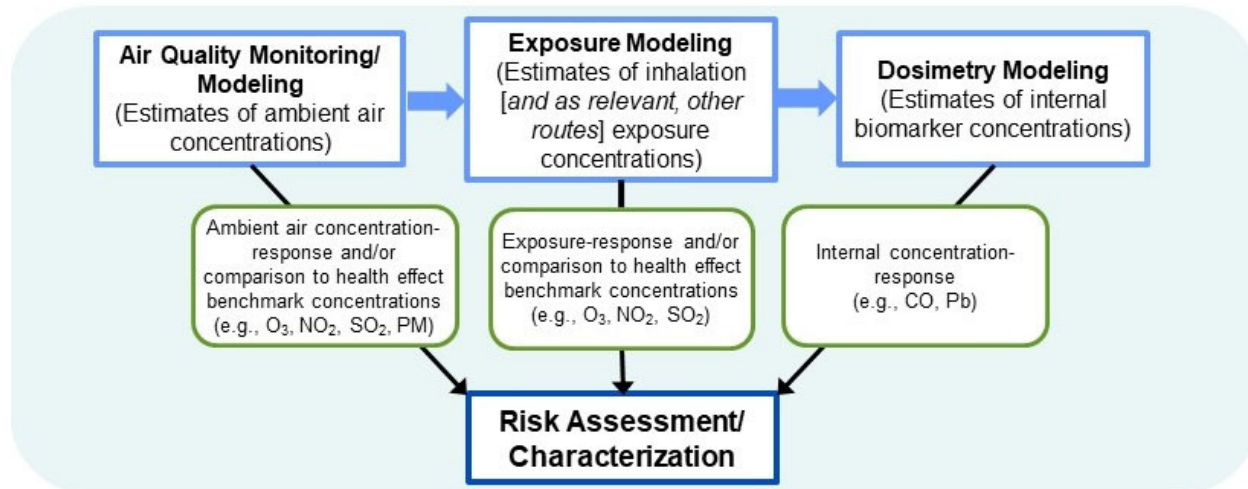 Air Quality Monitoring/
Modeling
(Estimates of ambient air
concentrations)
Exposure Modeling
(Estimates of inhalation
[and as relevant, other
routes] exposure
concentrations)
Dosimetry Modeling
(Estimates of internal
biomarker concentrations)
Ambient air concentration-
response and/or
comparison to health effect
benchmark concentrations
(e.g., O₃, NO₂, SO₂, PM)
Exposure-response and/or
comparison to health effect
benchmark concentrations
(e.g., O₃, NO₂, SO₂)
Internal concentration-
response
(e.g., CO, Pb)
Risk Assessment/
Characterization